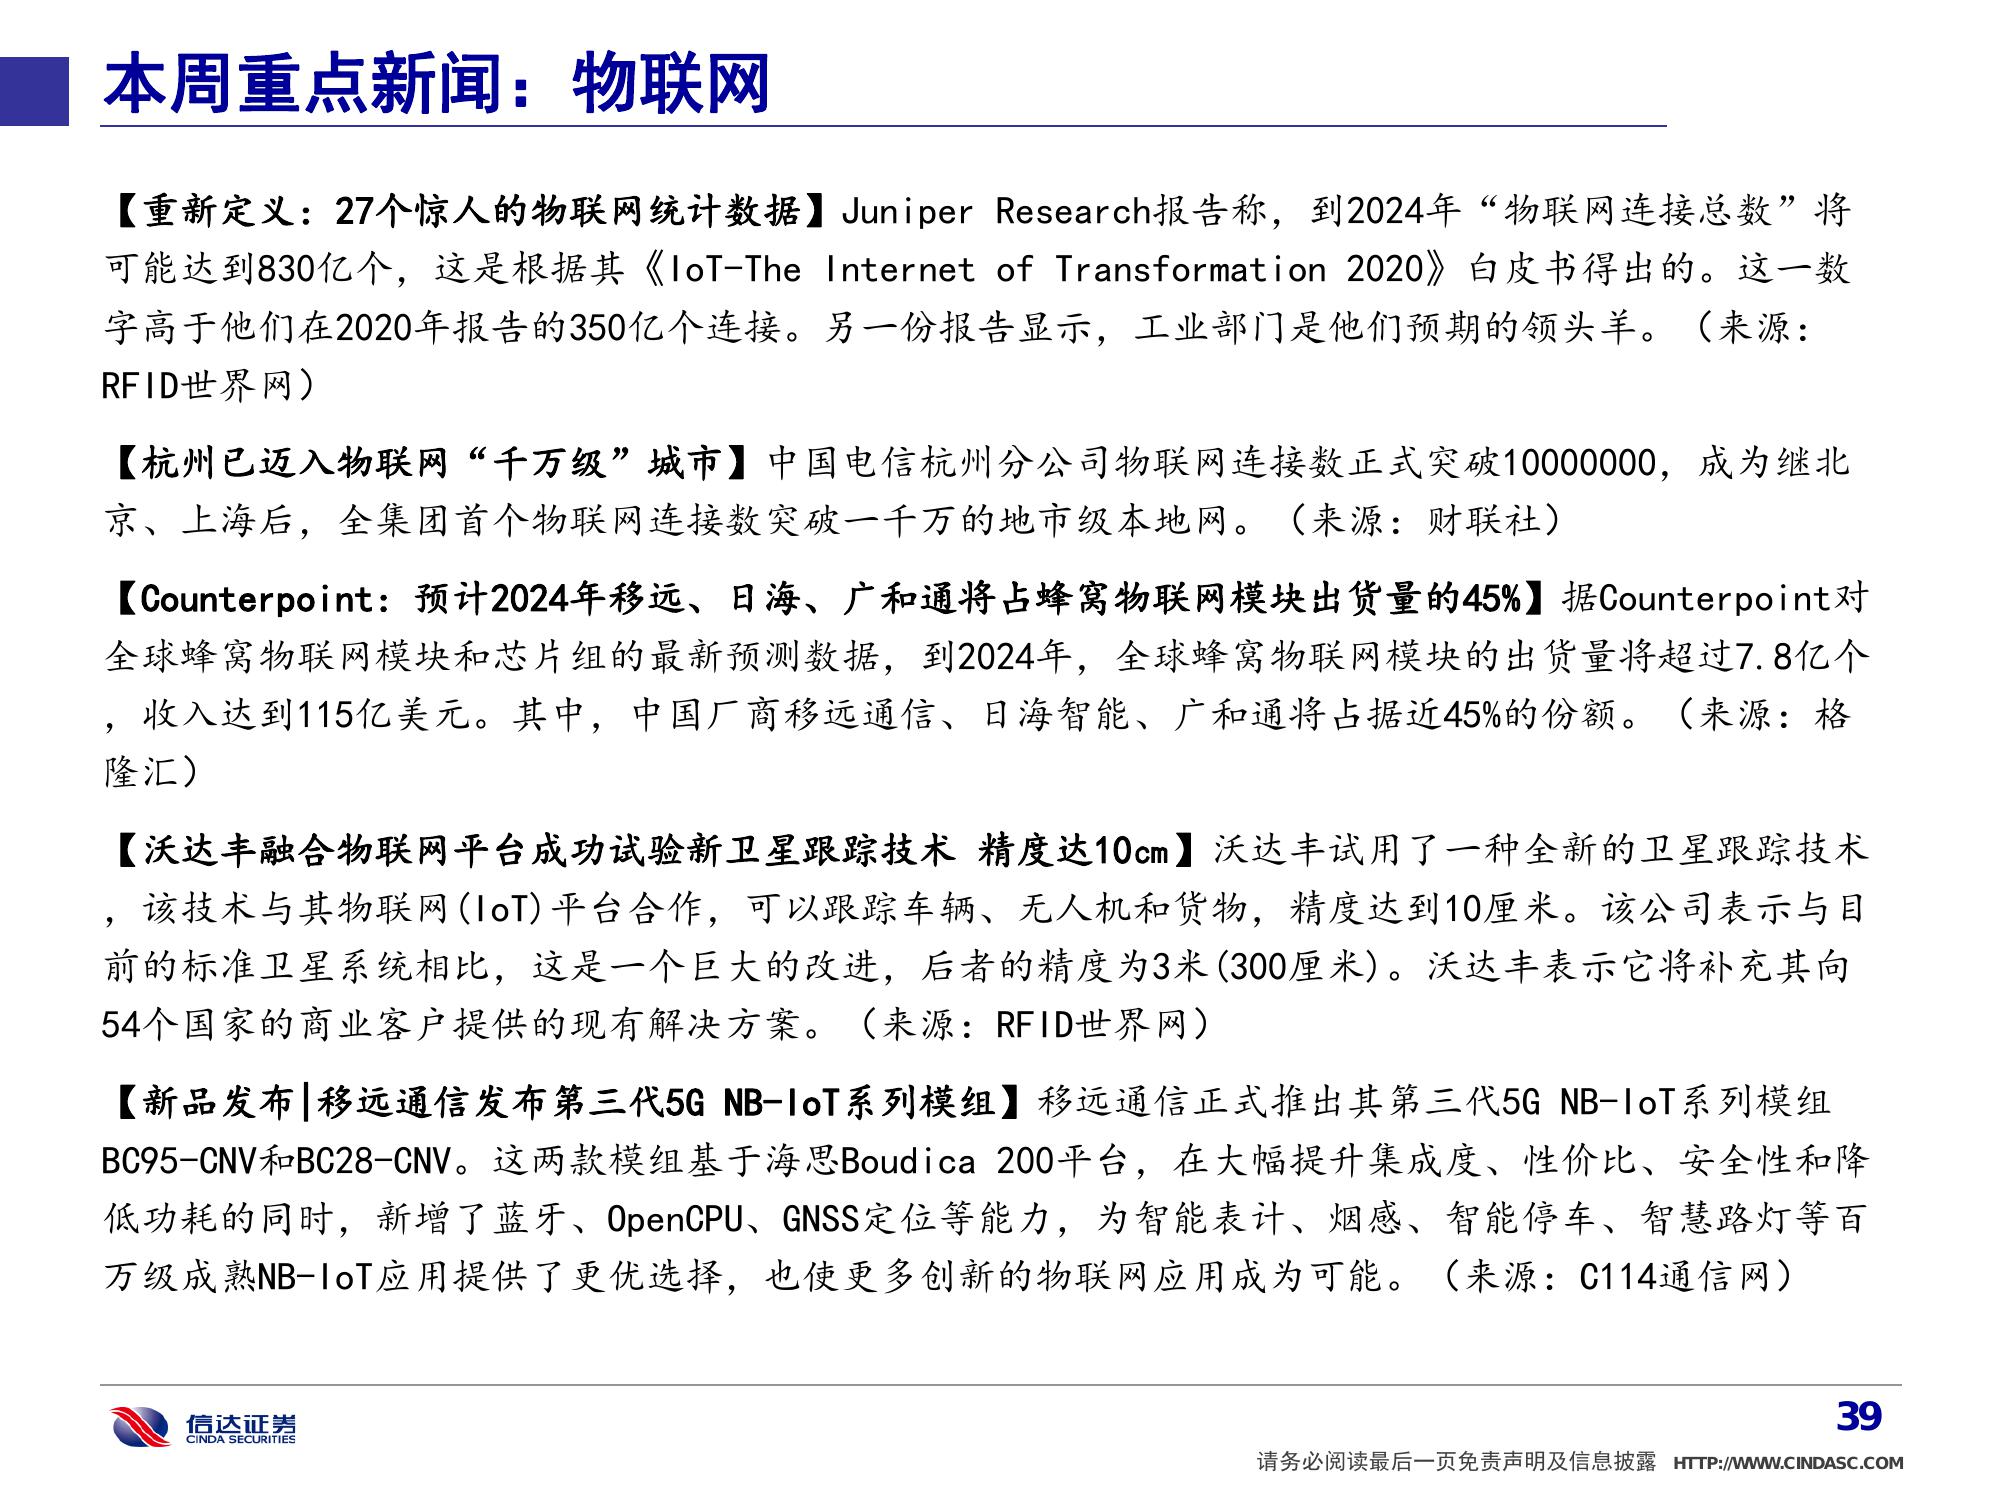 本周重点新闻：物联网
【重新定义：27个惊人的物联网统计数据】Juniper Research报告称，到2024年“物联网连接总数”将
可能达到830亿个，这是根据其《IoT-The Internet of Transformation 2020》白皮书得出的。这一数
字高于他们在2020年报告的350亿个连接。另一份报告显示，工业部门是他们预期的领头羊。（来源：
RFID世界网）
【杭州已迈入物联网“千万级”城市】中国电信杭州分公司物联网连接数正式突破10000000，成为继北
京、上海后，全集团首个物联网连接数突破一千万的地市级本地网。（来源：财联社）
【Counterpoint：预计2024年移远、日海、广和通将占蜂窝物联网模块出货量的45%】据Counterpoint对
全球蜂窝物联网模块和芯片组的最新预测数据，到2024年，全球蜂窝物联网模块的出货量将超过7.8亿个
，收入达到115亿美元。其中，中国厂商移远通信、日海智能、广和通将占据近45%的份额。（来源：格
隆汇）
【沃达丰融合物联网平台成功试验新卫星跟踪技术 精度达10cm】沃达丰试用了一种全新的卫星跟踪技术
，该技术与其物联网(IoT)平台合作，可以跟踪车辆、无人机和货物，精度达到10厘米。该公司表示与目
前的标准卫星系统相比，这是一个巨大的改进，后者的精度为3米(300厘米)。沃达丰表示它将补充其向
54个国家的商业客户提供的现有解决方案。（来源：RFID世界网）
【新品发布|移远通信发布第三代5G NB-IoT系列模组】移远通信正式推出其第三代5G NB-IoT系列模组
BC95-CNV和BC28-CNV。这两款模组基于海思Boudica 200平台，在大幅提升集成度、性价比、安全性和降
低功耗的同时，新增了蓝牙、OpenCPU、GNSS定位等能力，为智能表计、烟感、智能停车、智慧路灯等百
万级成熟NB-IoT应用提供了更优选择，也使更多创新的物联网应用成为可能。（来源：C114通信网）
信达证券
CINDA SECURITIES
39
请务必阅读最后一页免责声明及信息披露 HTTP://WWW.CINDASC.COM